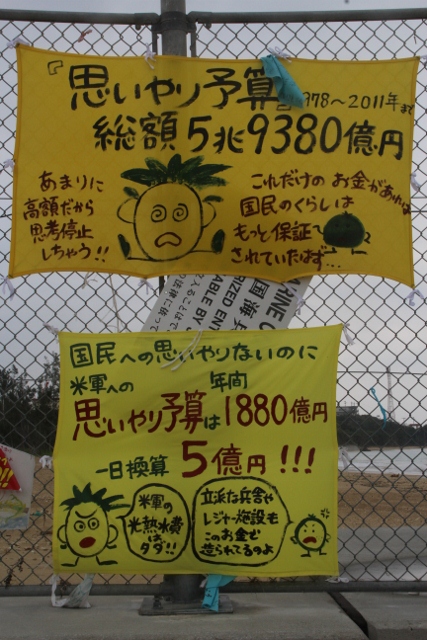 『思いやり予算
1978～2011年まで
総額5兆9380億円
あまりに
高額だから
思考停止
しちゃう!!
これだけの お金があれば
国民のくらしは
もっと保証
されていたはず…
国民への思いやりないのに
米軍への 年間
思いやり予算は1880億円
一日換算 5億円!!!
米軍の
光熱水費
は
タダ!!
立派な兵舎や
レジャー施設も
このお金で
造られてるのよ